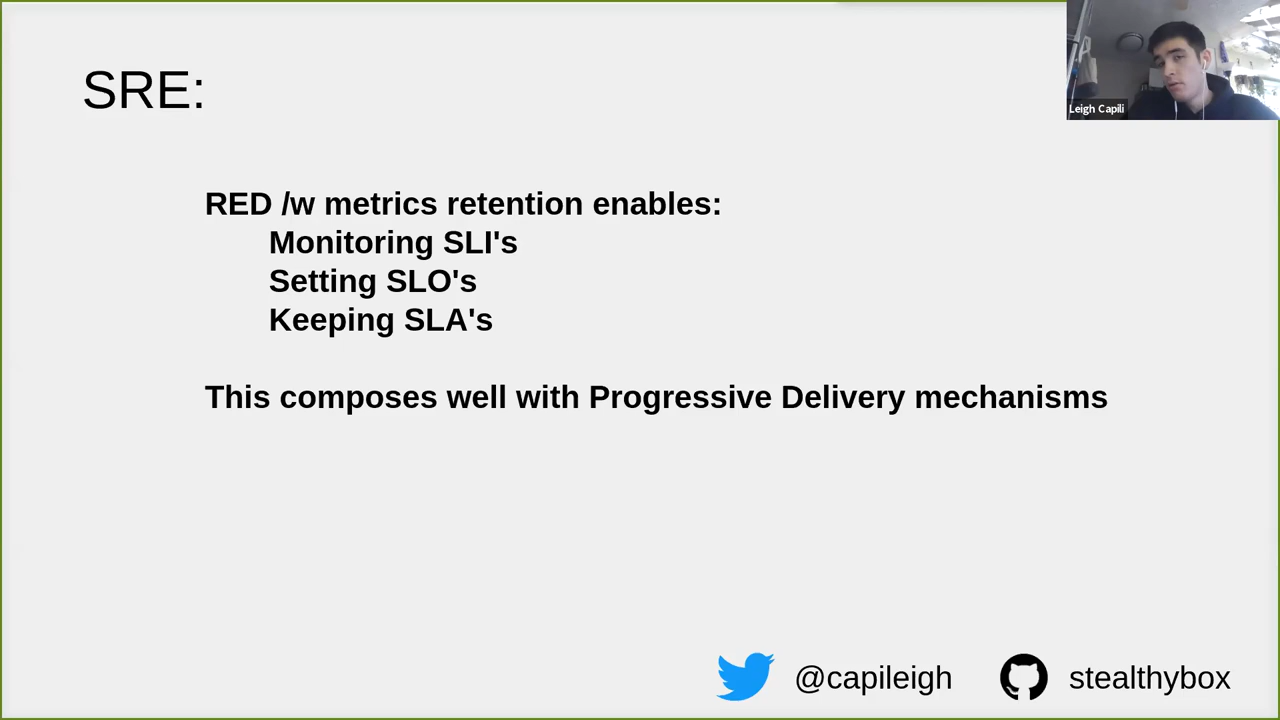 SRE:
Leigh Capili
RED /w metrics retention enables:
Monitoring SLI's
Setting SLO's
Keeping SLA's
This composes well with Progressive Delivery mechanisms
@capileigh
stealthybox